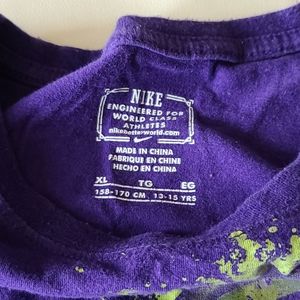 NIKE
ENGINEERED FOR
WORLD CLASS
ATHLETES
nikebetterworld.com
MADE IN CHINA
FABRIQUÉ EN CHINE
HECHO EN CHINA
XL TG EG
158-170 CM 13-15 YRS